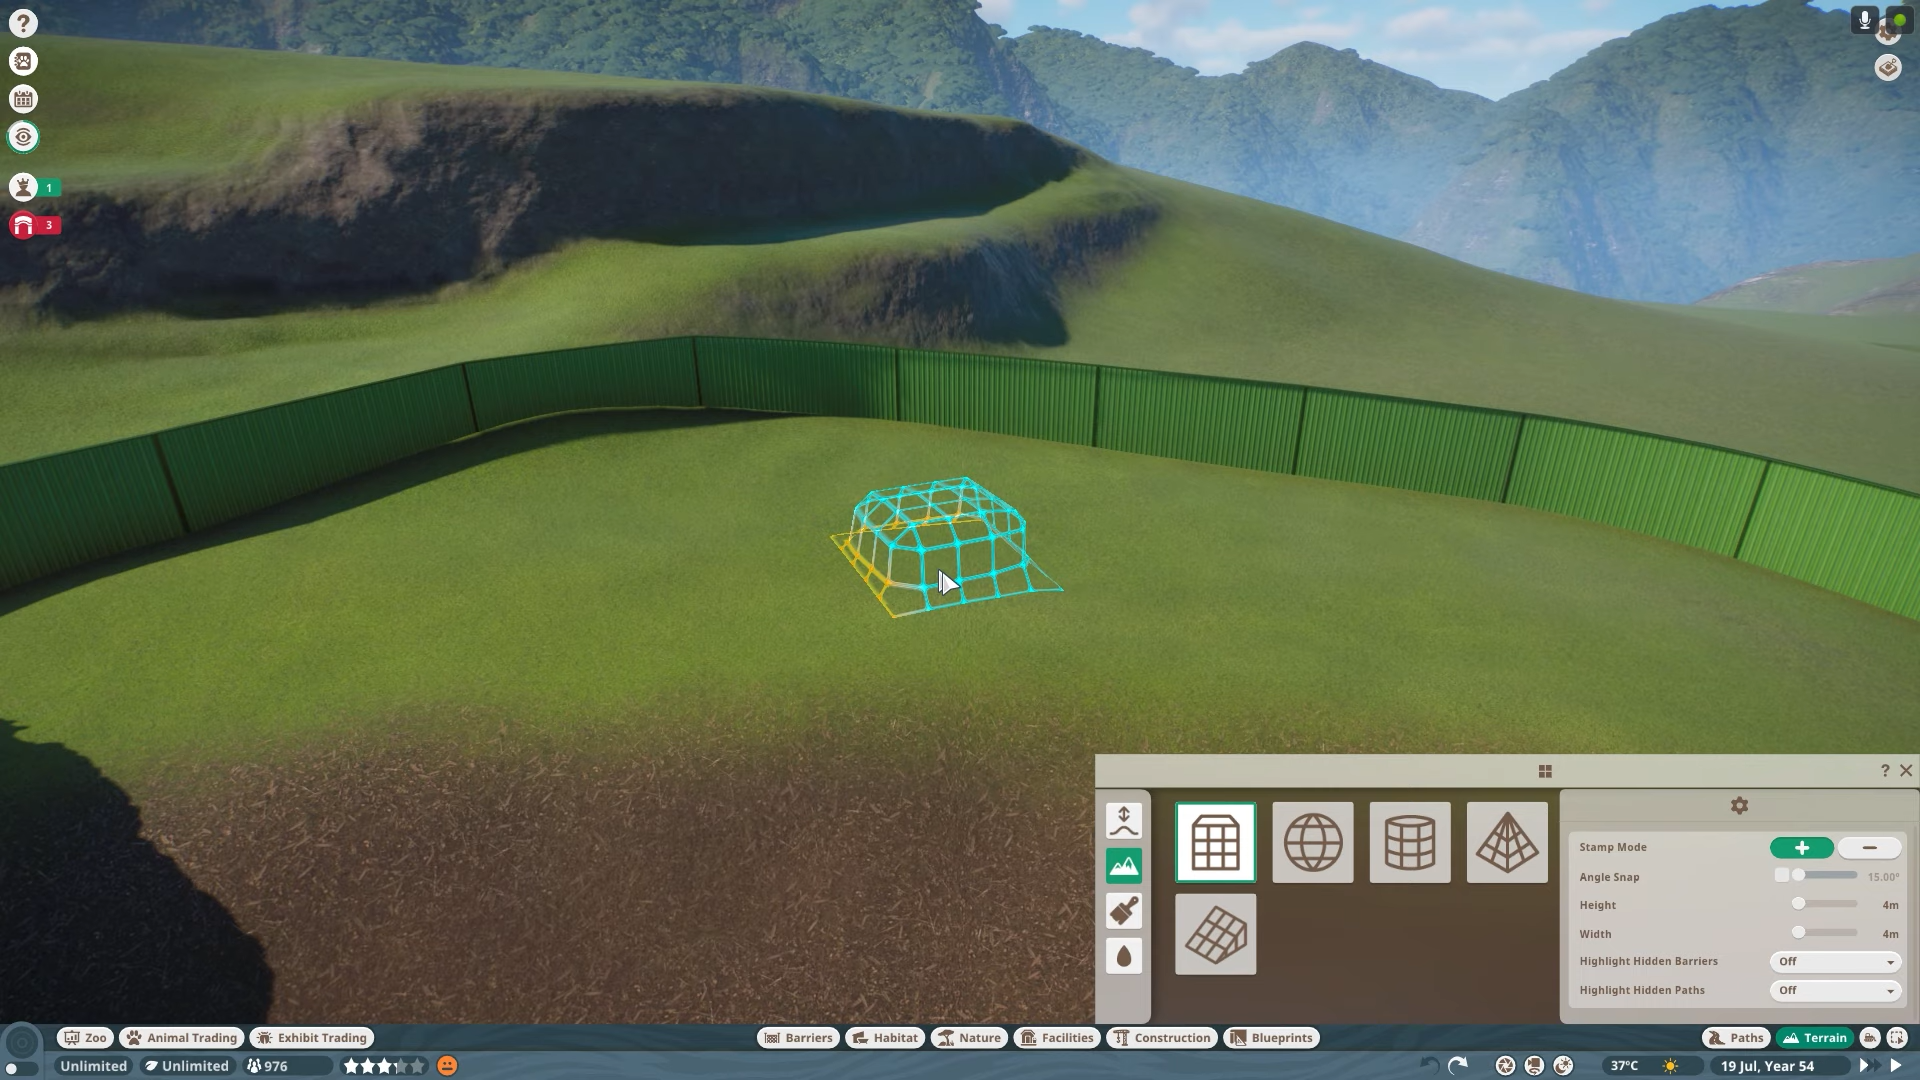 ?
1
3
?
Stamp Mode
Angle Snap 15.00°
Height 4m
Width 4m
Highlight Hidden Barriers Off
Highlight Hidden Paths Off
Zoo Animal Trading Exhibit Trading Barriers Habitat Nature Facilities Construction Blueprints Paths Terrain
Unlimited Unlimited 976 37°C 19 Jul, Year 54